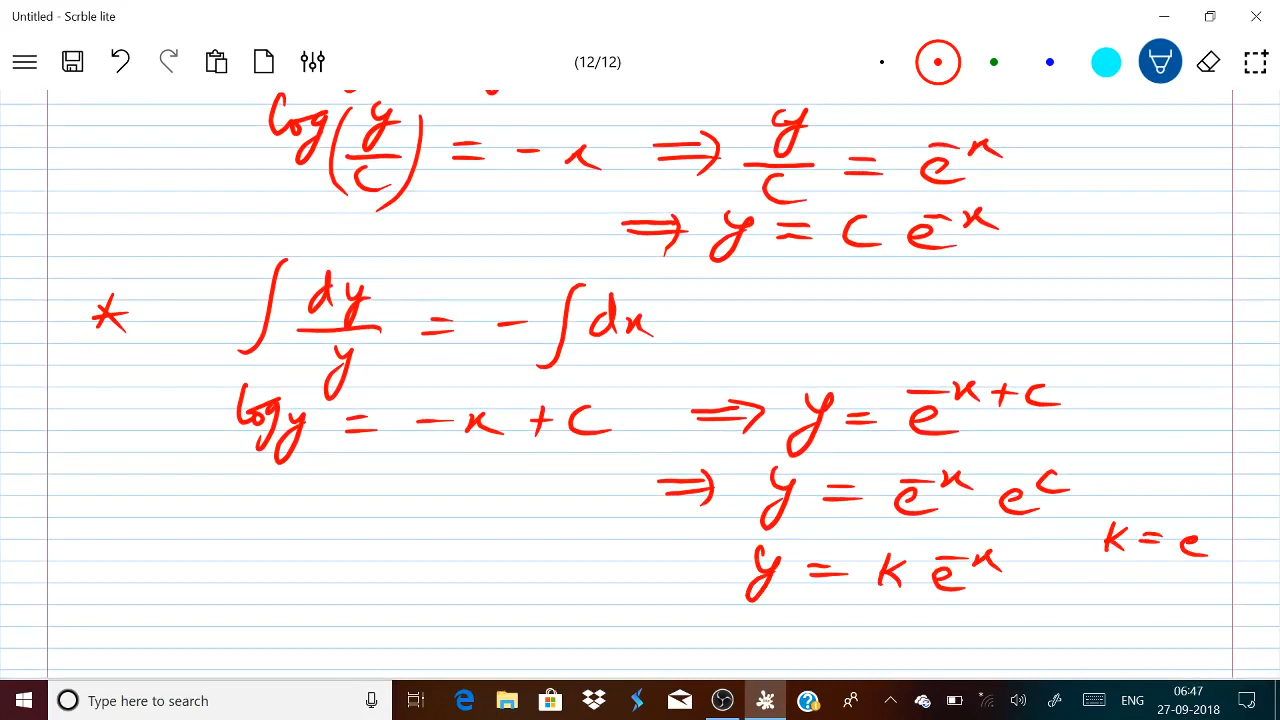 Untitled - Scrble lite
(12/12)
log(y/c) = -x ⟹ y/c = e^-x
⟹ y = c e^-x
* ∫ dy/y = - ∫ dx
log y = -x + c ⟹ y = e^-x+c
⟹ y = e^-x e^c
k = e
y = k e^-x
Type here to search
ENG
06:47
27-09-2018